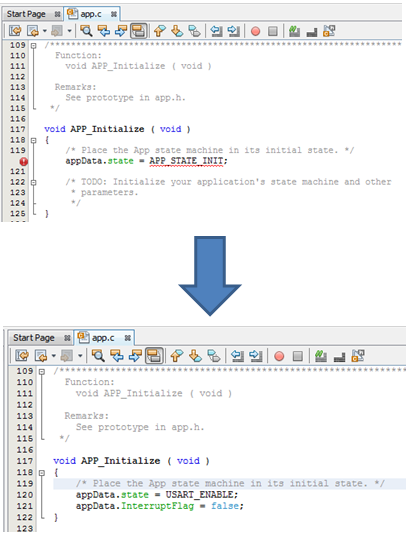 Start Page app.c
109 /*******************************************************************
110 Function:
111 void APP_Initialize ( void )
112
113 Remarks:
114 See prototype in app.h.
115 */
116
117 void APP_Initialize ( void )
118 {
119 /* Place the App state machine in its initial state. */
appData.state = APP_STATE_INIT;
121
122 /* TODO: Initialize your application's state machine and other
123 * parameters.
124 */
125 }
Start Page app.c
109 /*******************************************************************
110 Function:
111 void APP_Initialize ( void )
112
113 Remarks:
114 See prototype in app.h.
115 */
116
117 void APP_Initialize ( void )
118 {
119 /* Place the App state machine in its initial state. */
120 appData.state = USART_ENABLE;
121 appData.InterruptFlag = false;
122 }